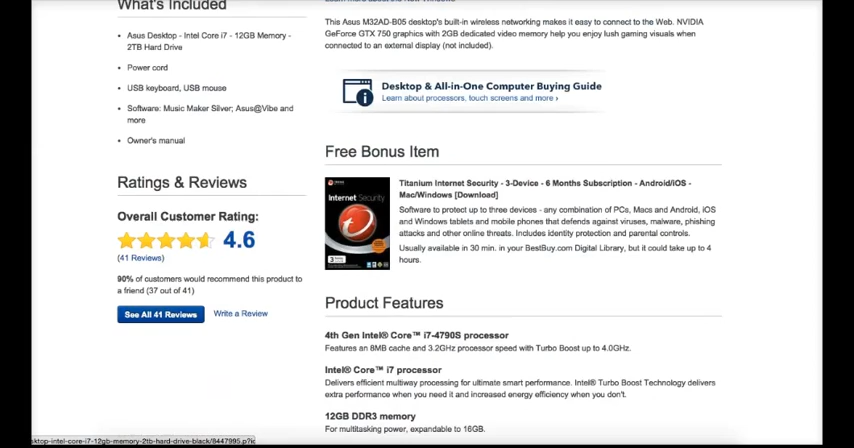 What's Included
Asus Desktop - Intel Core i7 - 12GB Memory -
2TB Hard Drive
Power cord
USB keyboard, USB mouse
Software: Music Maker Silver; Asus@Vibe and
more
Owner's manual
Ratings & Reviews
Overall Customer Rating:
4.6
(41 Reviews)
90% of customers would recommend this product to
a friend (37 out of 41)
See All 41 Reviews
Write a Review
This Asus M32AD-B05 desktop's built-in wireless networking makes it easy to connect to the Web. NVIDIA
GeForce GTX 750 graphics with 2GB dedicated video memory help you enjoy lush gaming visuals when
connected to an external display (not included).
Desktop & All-in-One Computer Buying Guide
Learn about processors, touch screens and more ›
Free Bonus Item
Internet Security
Titanium Internet Security - 3-Device - 6 Months Subscription - Android/iOS -
Mac/Windows [Download]
Software to protect up to three devices - any combination of PCs, Macs and Android, iOS
and Windows tablets and mobile phones that defends against viruses, malware, phishing
attacks and other online threats. Includes identity protection and parental controls.
Usually available in 30 min. in your BestBuy.com Digital Library, but it could take up to 4
hours.
Product Features
4th Gen Intel® Core™ i7-4790S processor
Features an 8MB cache and 3.2GHz processor speed with Turbo Boost up to 4.0GHz.
Intel® Core™ i7 processor
Delivers efficient multiway processing for ultimate smart performance. Intel® Turbo Boost Technology delivers
extra performance when you need it and increased energy efficiency when you don't.
12GB DDR3 memory
For multitasking power, expandable to 16GB.
sktop-intel-core-i7-12gb-memory-2tb-hard-drive-black/8447995.p?ic